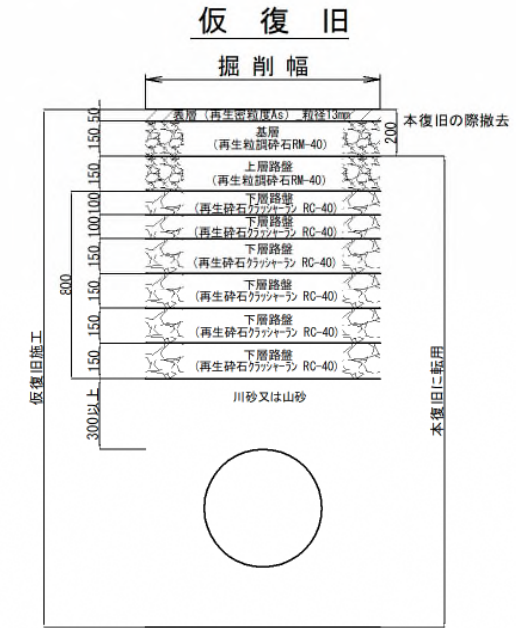 仮復旧
掘削幅
50
表層（再生密粒度As）_粒径13mm
本復旧の際撤去
200
150
基層
（再生粒調砕石RM-40）
150
上層路盤
（再生粒調砕石RM-40）
100
下層路盤
（再生砕石クラッシャーラン RC-40）
100
下層路盤
（再生砕石クラッシャーラン RC-40）
150
下層路盤
（再生砕石クラッシャーラン RC-40）
800
150
下層路盤
（再生砕石クラッシャーラン RC-40）
150
下層路盤
（再生砕石クラッシャーラン RC-40）
150
下層路盤
（再生砕石クラッシャーラン RC-40）
仮復旧施工
本復旧に転用
300以上
川砂又は山砂